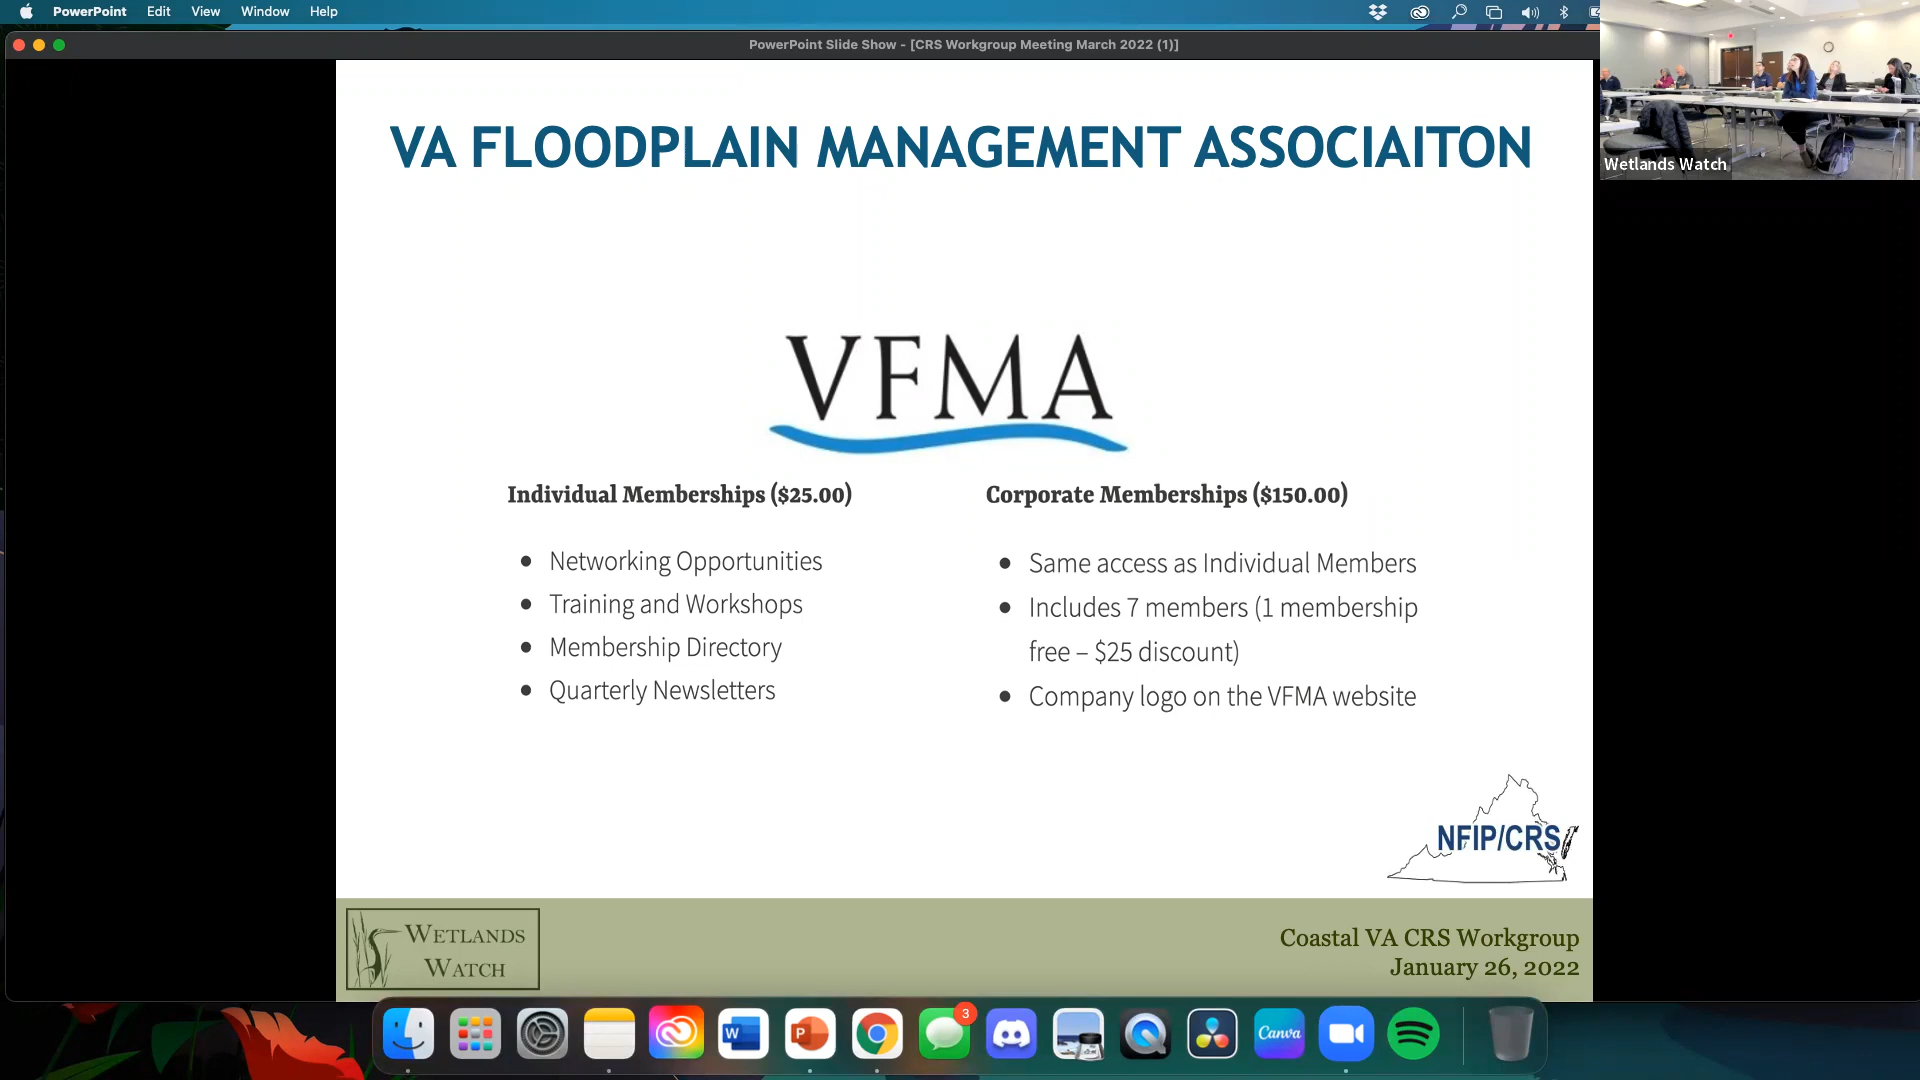 PowerPoint Edit View Window Help
PowerPoint Slide Show - [CRS Workgroup Meeting March 2022 (1)]
Wetlands Watch
VA FLOODPLAIN MANAGEMENT ASSOCIAITON
VFMA
Individual Memberships ($25.00)
• Networking Opportunities
• Training and Workshops
• Membership Directory
• Quarterly Newsletters
Corporate Memberships ($150.00)
• Same access as Individual Members
• Includes 7 members (1 membership
free – $25 discount)
• Company logo on the VFMA website
NFIP/CRS
WETLANDS
WATCH
Coastal VA CRS Workgroup
January 26, 2022
W
P
3
Canva